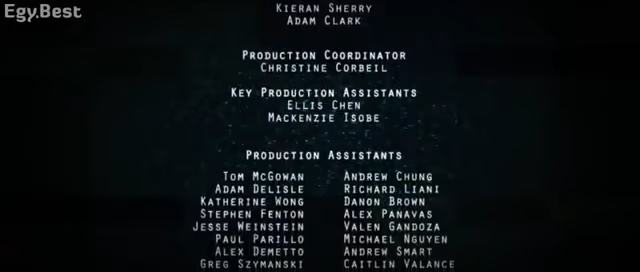 Egy.Best
KIERAN SHERRY
ADAM CLARK
PRODUCTION COORDINATOR
CHRISTINE CORBEIL
KEY PRODUCTION ASSISTANTS
ELLIS CHEN
MACKENZIE ISOBE
PRODUCTION ASSISTANTS
TOM MCGOWAN ANDREW CHUNG
ADAM DELISLE RICHARD LIANI
KATHERINE WONG DANON BROWN
STEPHEN FENTON ALEX PANAVAS
JESSE WEINSTEIN VALEN GANDOZA
PAUL PARILLO MICHAEL NGUYEN
ALEX DEMETTO ANDREW SMART
GREG SZYMANSKI CAITLIN VALANCE